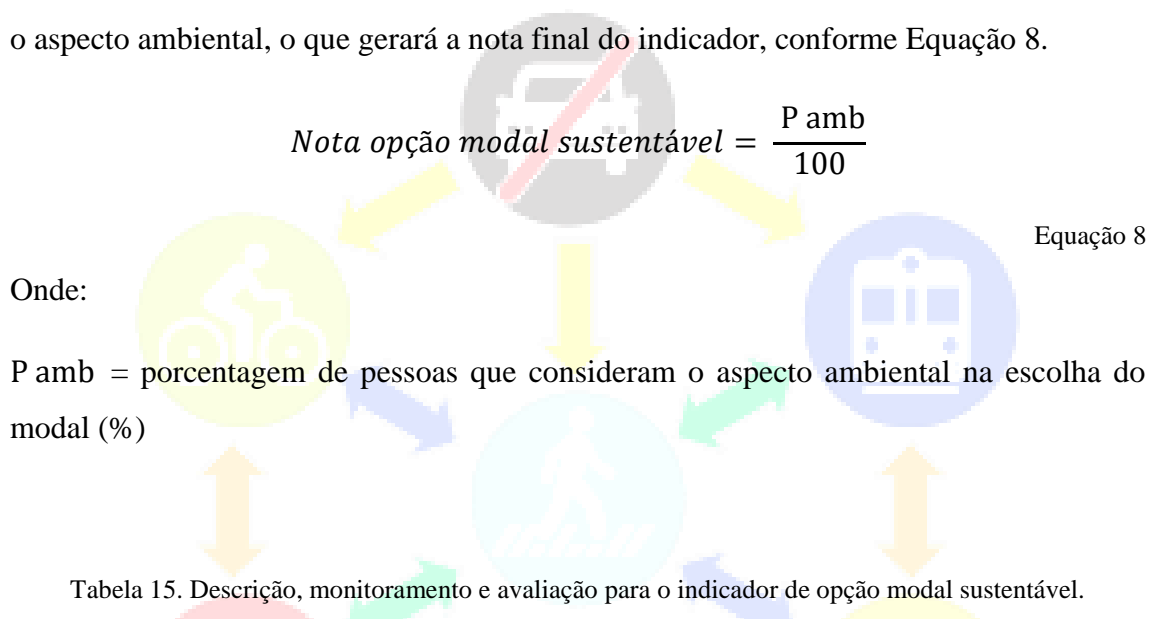 o aspecto ambiental, o que gerará a nota final do indicador, conforme Equação 8.
Nota opção modal sustentável = P amb / 100
Equação 8
Onde:
P amb = porcentagem de pessoas que consideram o aspecto ambiental na escolha do
modal (%)
Tabela 15. Descrição, monitoramento e avaliação para o indicador de opção modal sustentável.